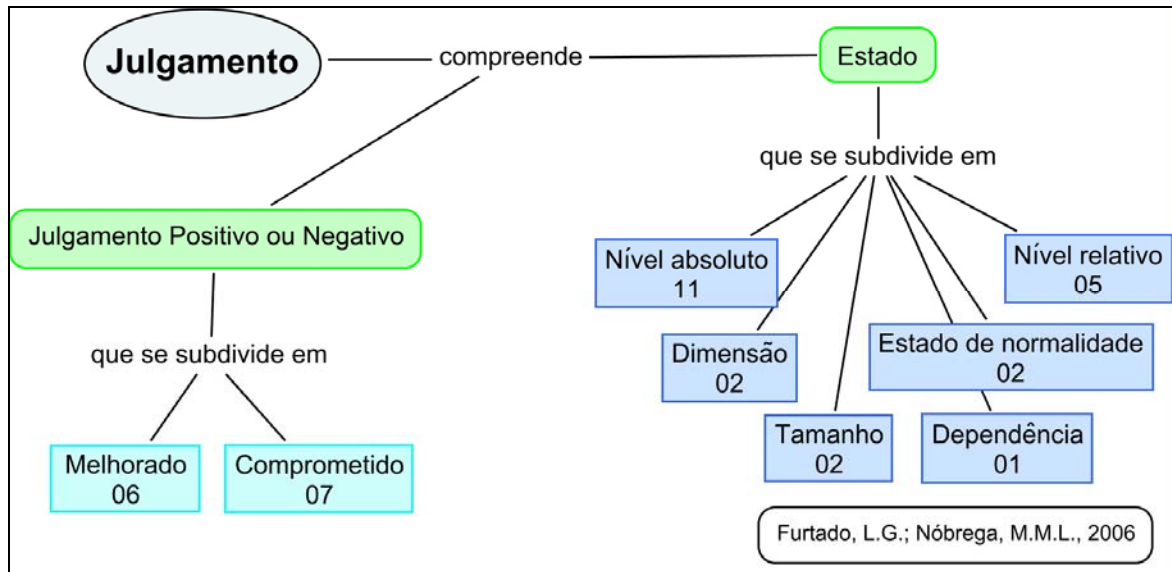 Julgamento
compreende
Estado
que se subdivide em
Julgamento Positivo ou Negativo
Nível absoluto
11
Nível relativo
05
Dimensão
02
Estado de normalidade
02
Tamanho
02
Dependência
01
que se subdivide em
Melhorado
06
Comprometido
07
Furtado, L.G.; Nóbrega, M.M.L., 2006